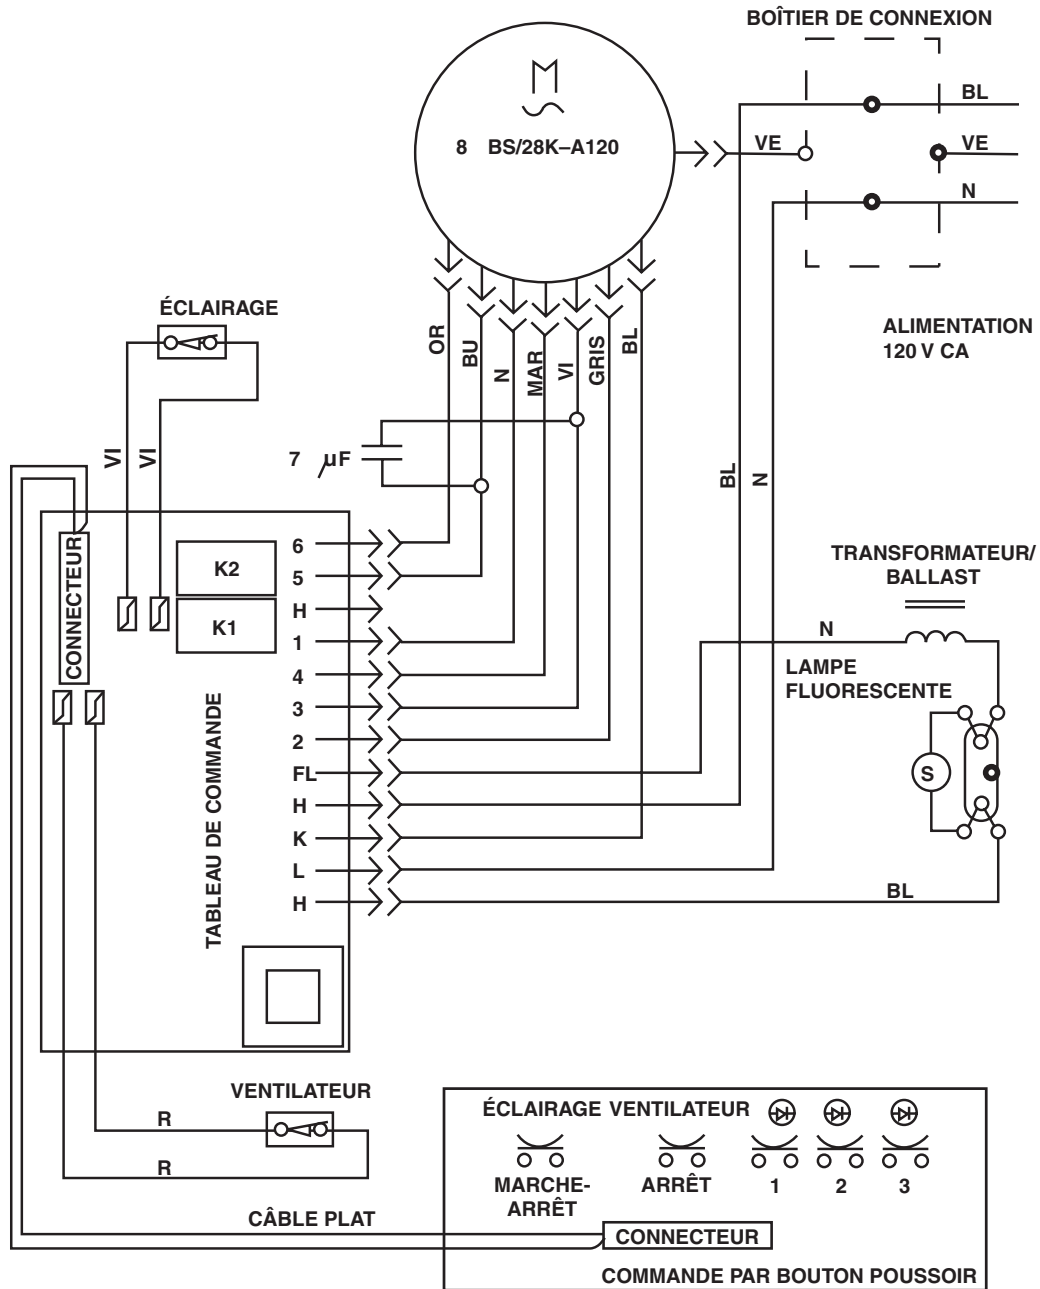 BOÎTIER DE CONNEXION
BL
8 BS/28K–A120
VE
VE
N
ALIMENTATION
120 V CA
ÉCLAIRAGE
OR
BU
N
MAR
VI
GRIS
BL
VI
VI
7 µF
BL
N
CONNECTEUR
K2
K1
6
5
H
1
4
3
2
FL
H
K
L
H
TABLEAU DE COMMANDE
TRANSFORMATEUR/
BALLAST
N
LAMPE
FLUORESCENTE
S
BL
VENTILATEUR
R
R
CÂBLE PLAT
ÉCLAIRAGE VENTILATEUR
MARCHE-
ARRÊT
ARRÊT
1
2
3
CONNECTEUR
COMMANDE PAR BOUTON POUSSOIR